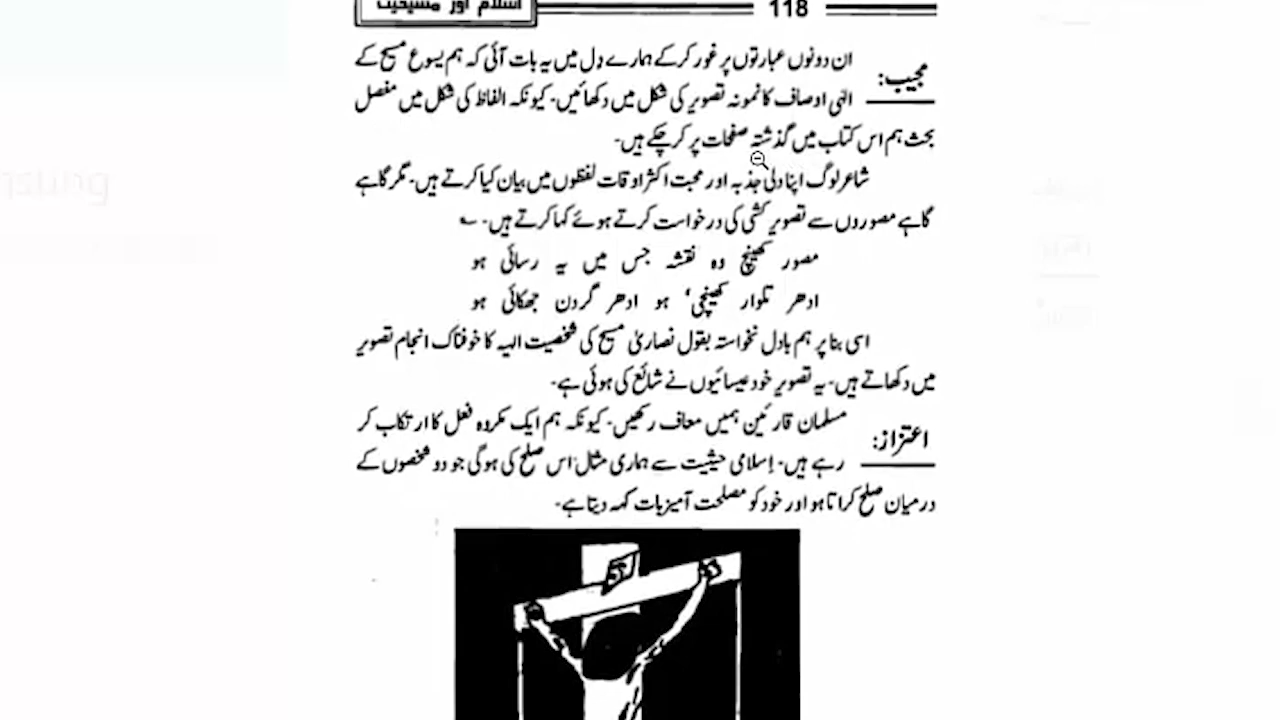 118
اسلام اور مسیحیت
مجیب: ان دونوں عبارتوں پر غور کر کے ہمارے دل میں یہ بات آئی کہ ہم یسوع مسیح کے
الٰہی اوصاف کا نمونہ تصویر کی شکل میں دکھائیں۔ کیونکہ الفاظ کی شکل میں مفصل
بحث ہم اس کتاب میں گذشتہ صفحات پر کر چکے ہیں۔
شاعر لوگ اپنا دلی جذبہ اور محبت اکثر اوقات لفظوں میں بیان کیا کرتے ہیں۔ مگر گاہے
گاہے مصوروں سے تصویر کشی کی درخواست کرتے ہوئے کہا کرتے ہیں۔ ؎
مصور کھینچ وہ نقشہ جس میں یہ رسائی ہو
ادھر تلوار کھینچی' ہو ادھر گردن جھکائی ہو
اسی بنا پر ہم بادل نخواستہ بقول نصاریٰ مسیح کی شخصیت الہیہ کا خوفناک انجام تصویر
میں دکھاتے ہیں۔ یہ تصویر خود عیسائیوں نے شائع کی ہوئی ہے۔
اعتزاز: مسلمان قارئین ہمیں معاف رکھیں۔ کیونکہ ہم ایک مکروہ فعل کا ارتکاب کر
رہے ہیں۔ اسلامی حیثیت سے ہماری مثال اس صلح کی ہوگی جو دو شخصوں کے
درمیان صلح کراتا ہو اور خود کو مصلحت آمیز بات کہہ دیتا ہے۔